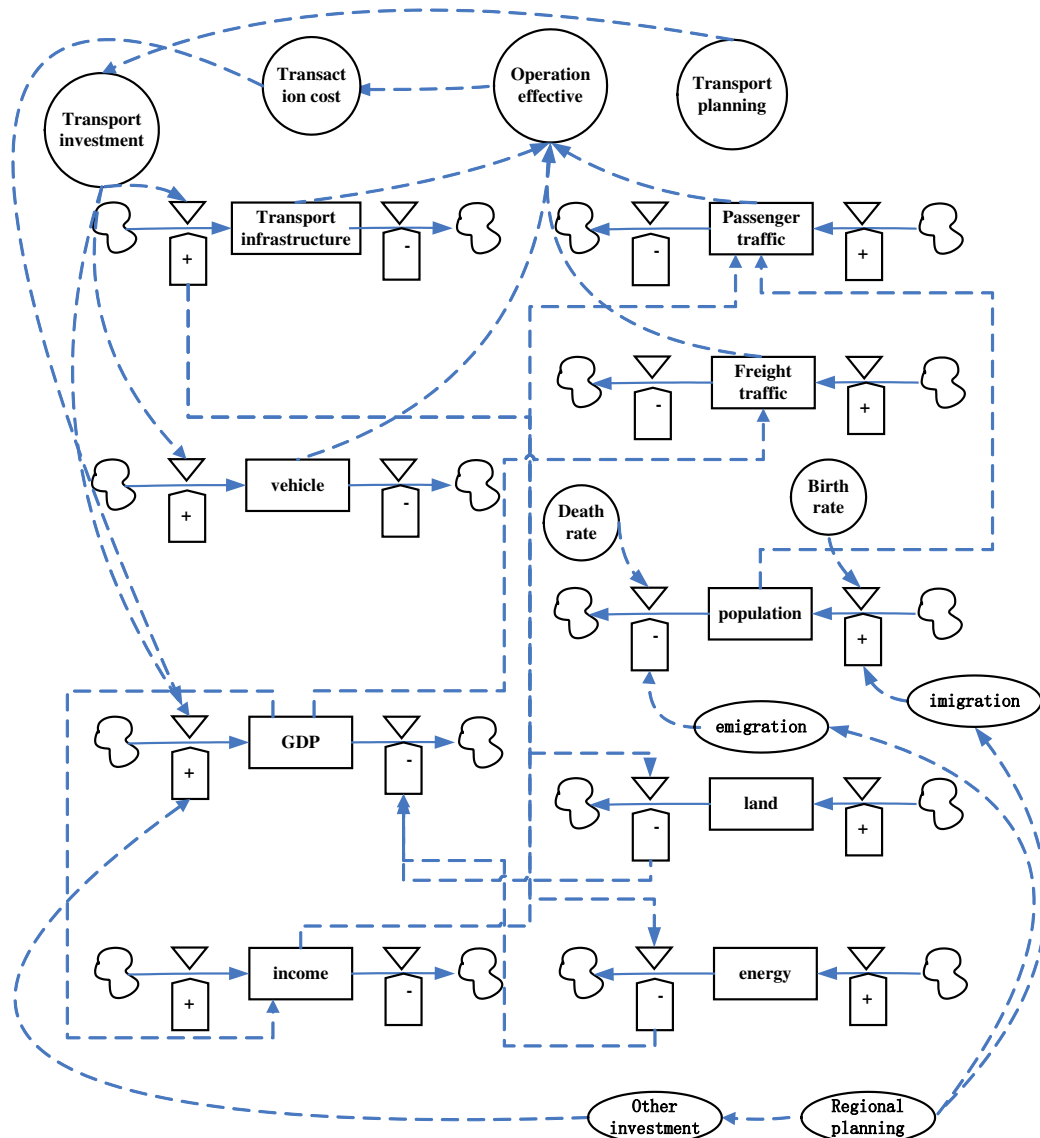 Transact
ion cost
Operation
effective
Transport
planning
Transport
investment
Transport
infrastructure
-
+
Passenger
traffic
-
+
Freight
traffic
-
+
vehicle
+
-
Death
rate
Birth
rate
population
-
+
imigration
emigration
GDP
+
-
land
-
+
income
+
-
energy
-
+
Other
investment
Regional
planning